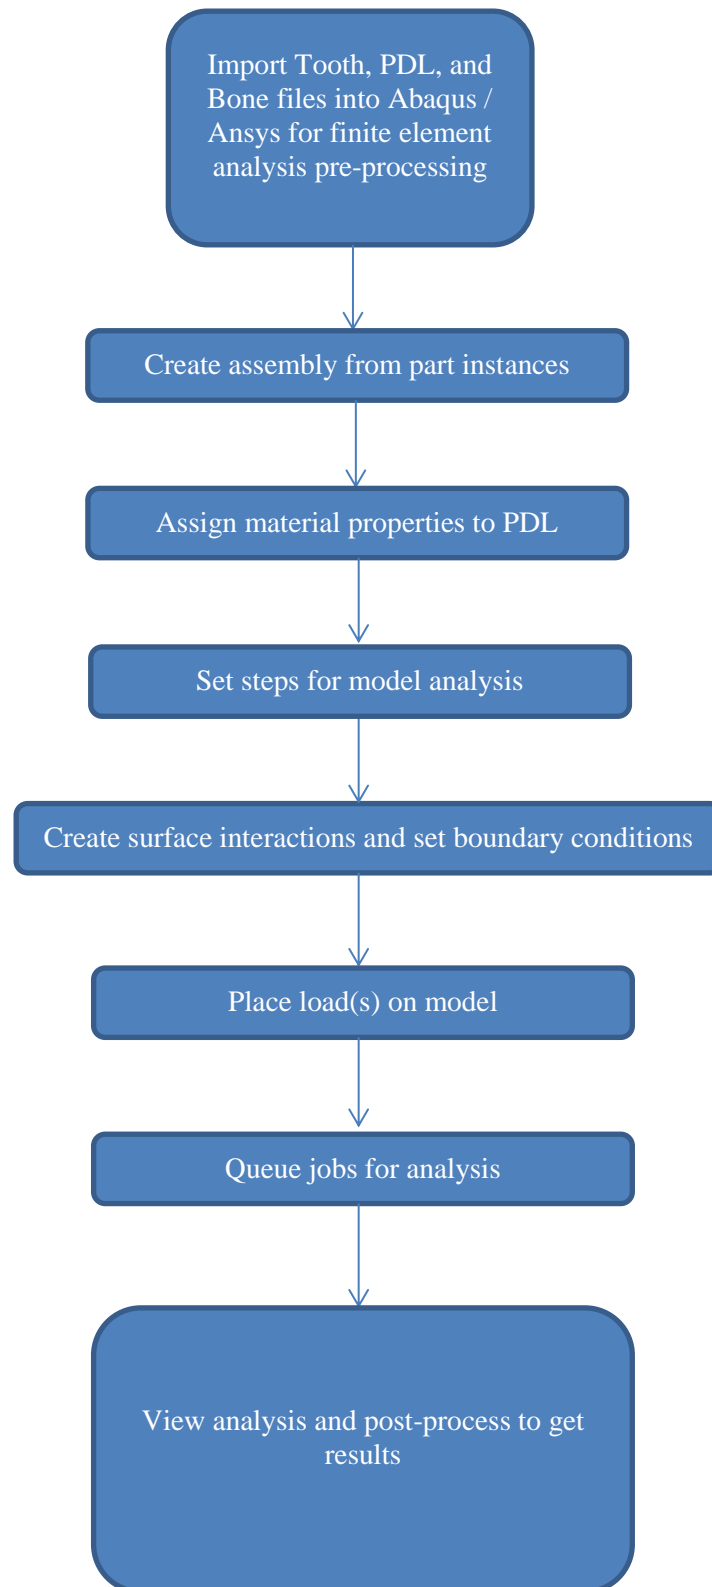 Import Tooth, PDL, and
Bone files into Abaqus /
Ansys for finite element
analysis pre-processing
Create assembly from part instances
Assign material properties to PDL
Set steps for model analysis
Create surface interactions and set boundary conditions
Place load(s) on model
Queue jobs for analysis
View analysis and post-process to get
results